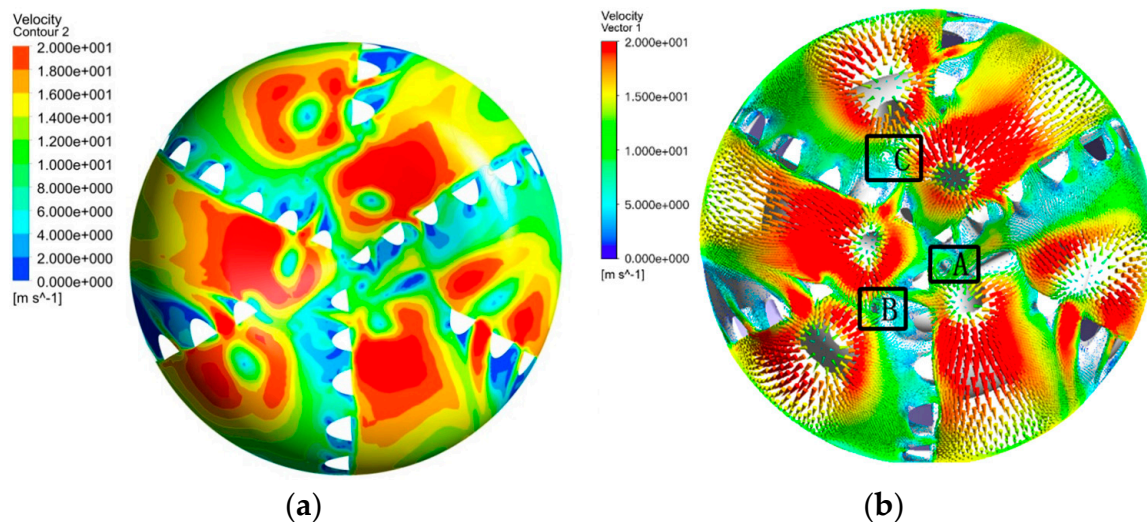 Velocity
Contour 2
2.000e+001
1.800e+001
1.600e+001
1.400e+001
1.200e+001
1.000e+001
8.000e+000
6.000e+000
4.000e+000
2.000e+000
0.000e+000
[m s^-1]
(a)
Velocity
Vector 1
2.000e+001
1.500e+001
1.000e+001
5.000e+000
0.000e+000
[m s^-1]
C
A
B
(b)